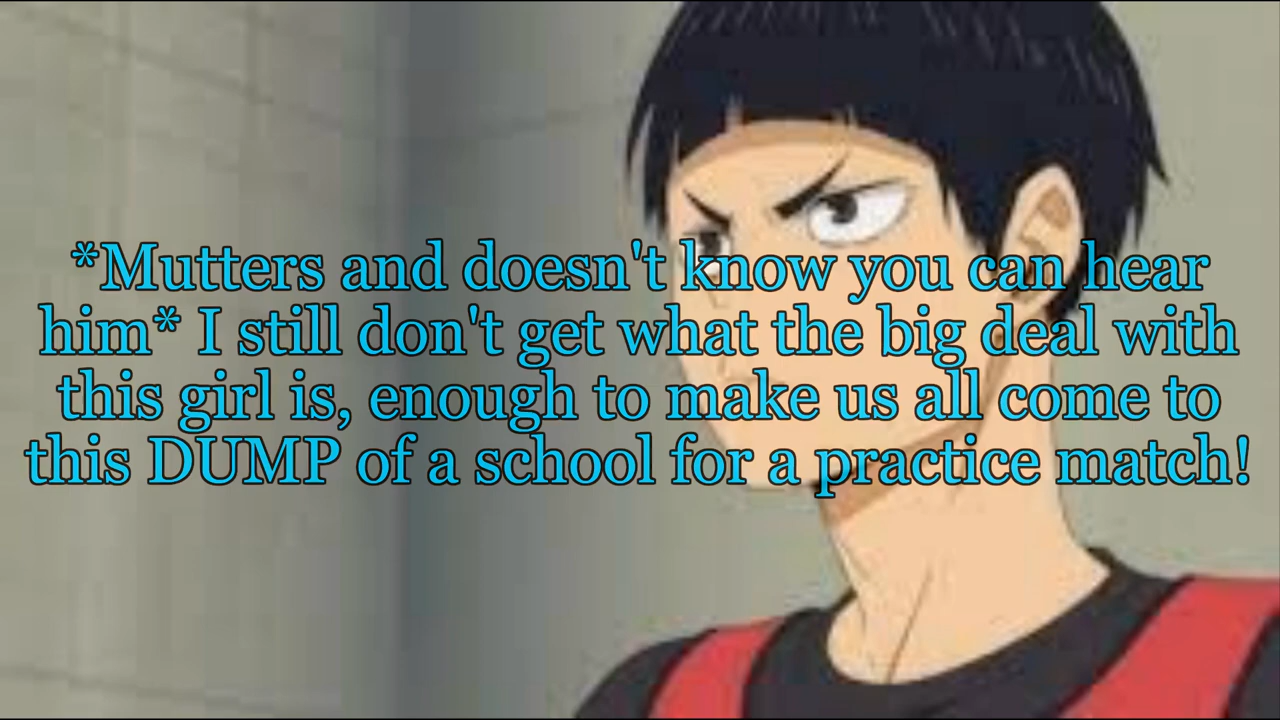 *Mutters and doesn't know you can hear
him* I still don't get what the big deal with
this girl is, enough to make us all come to
this DUMP of a school for a practice match!